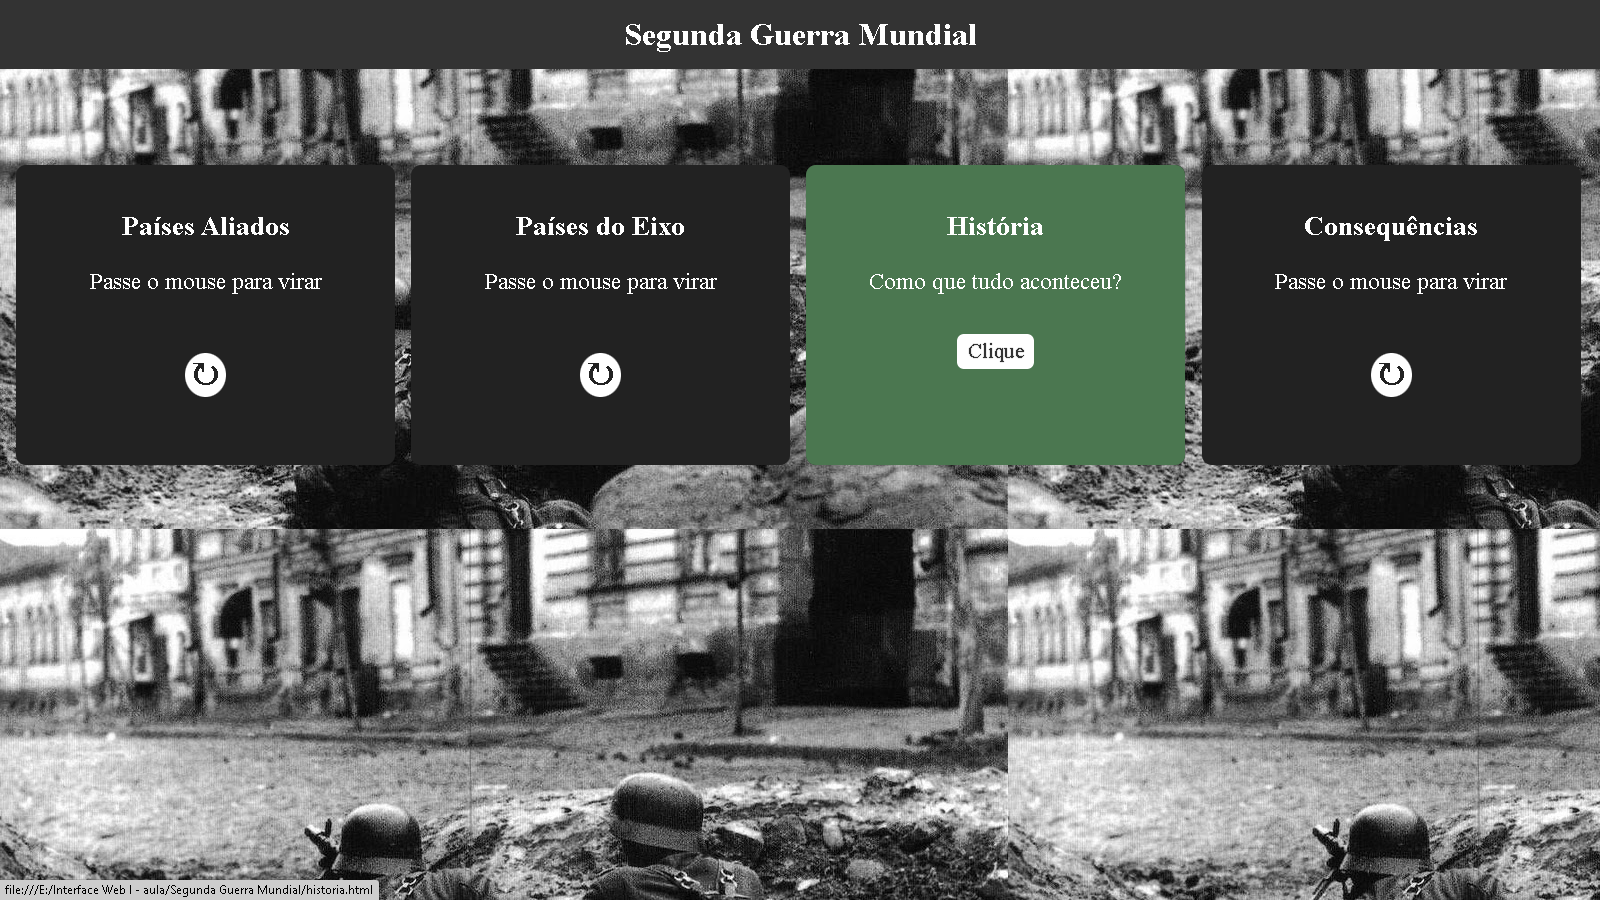 Segunda Guerra Mundial
Países Aliados
Passe o mouse para virar
↻
Países do Eixo
Passe o mouse para virar
↻
História
Como que tudo aconteceu?
Clique
Consequências
Passe o mouse para virar
↻
file:///E:/Interface Web I - aula/Segunda Guerra Mundial/historia.html